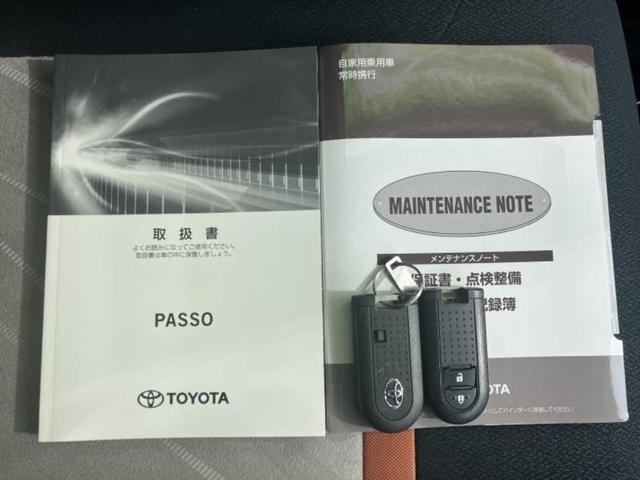 取扱書
よくお読みになってご使用ください。
取扱書は車の中に保管しましょう。
PASSO
TOYOTA
自家用乗用車
常時携行
MAINTENANCE NOTE
メンテナンスノート
証書・点検整備
録簿
OTA
にしてバインダーに保管してください